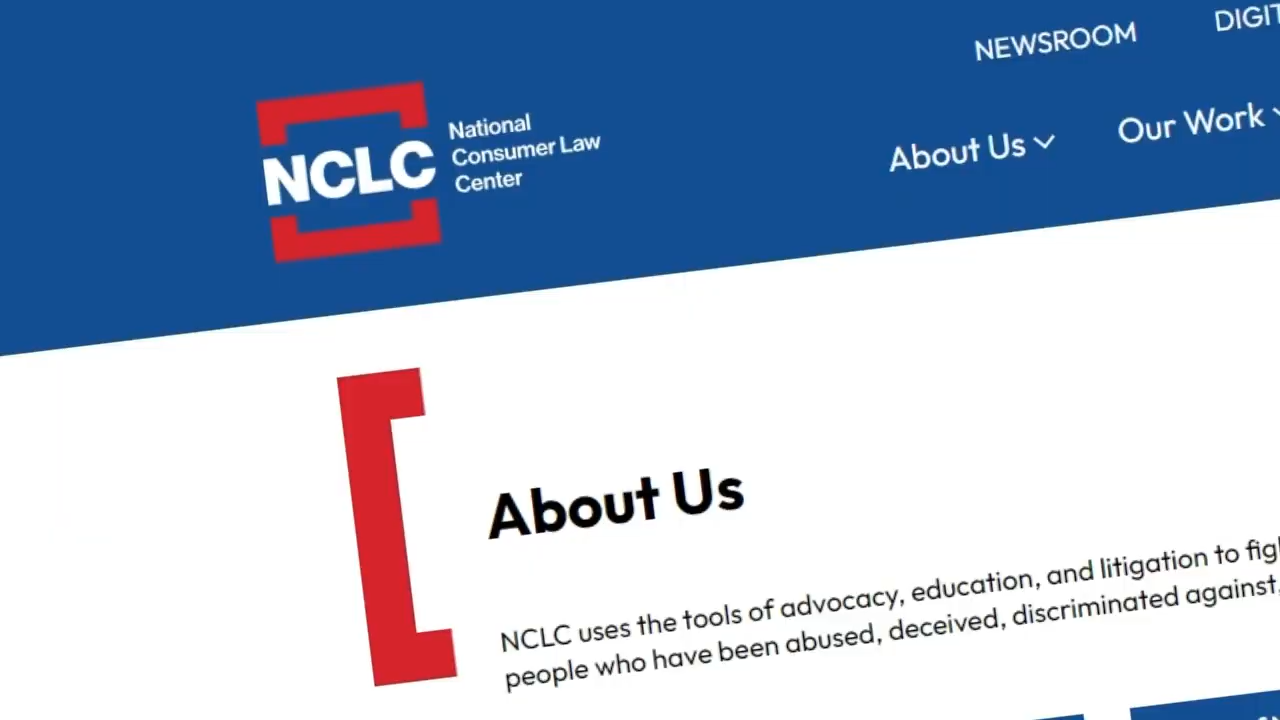 NEWSROOM
NCLC
National
Consumer Law
Center
About Us
Our Work
About Us
NCLC uses the tools of advocacy, education, and litigation to
people who have been abused, deceived, discriminated against,